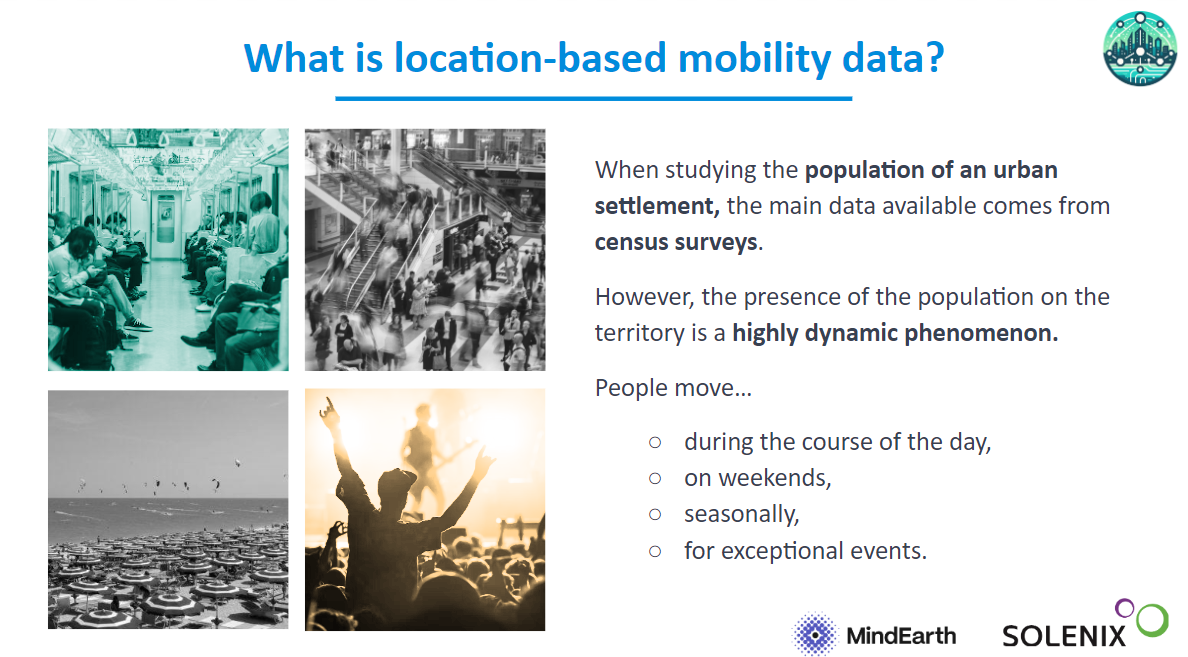 What is location-based mobility data?
When studying the population of an urban
settlement, the main data available comes from
census surveys.
However, the presence of the population on the
territory is a highly dynamic phenomenon.
People move...
○ during the course of the day,
○ on weekends,
○ seasonally,
○ for exceptional events.
MindEarth
SOLENIX